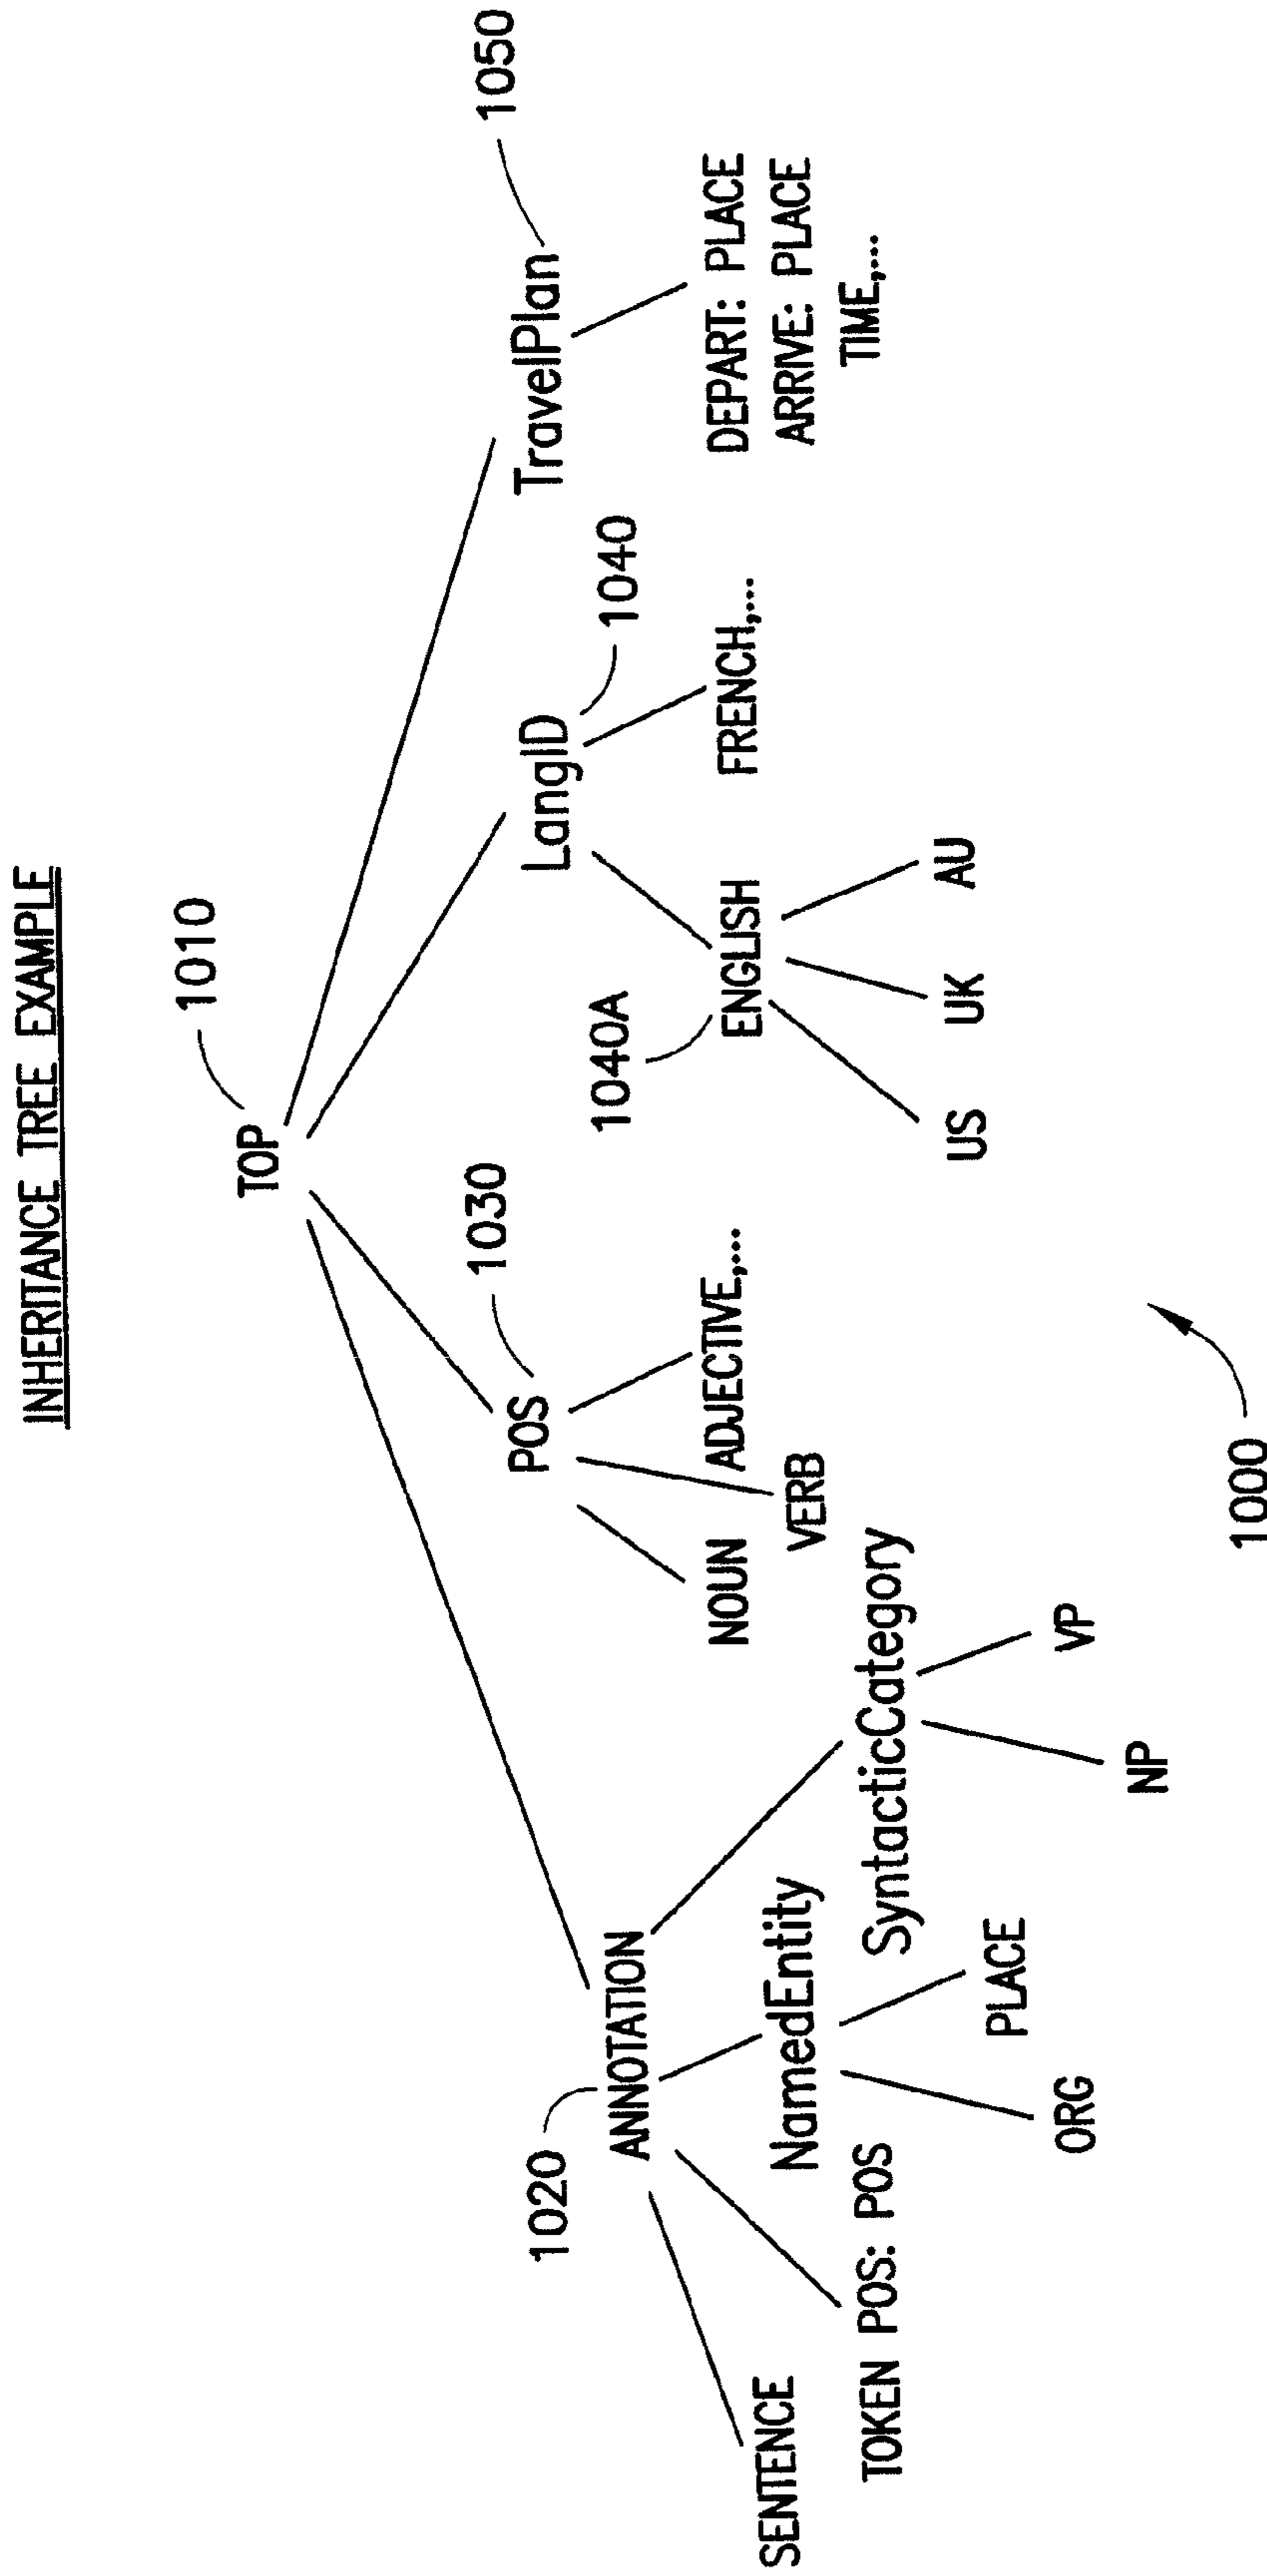 INHERITANCE TREE EXAMPLE
TOP
1010
ANNOTATION
1020
POS
1030
LangID
1040
TravelPlan
1050
SENTENCE
TOKEN POS: POS
NamedEntity
ORG
PLACE
SyntacticCategory
NP
VP
NOUN
VERB
ADJECTIVE,...
1040A
ENGLISH
US
UK
AU
FRENCH,...
DEPART: PLACE
ARRIVE: PLACE
TIME,...
1000